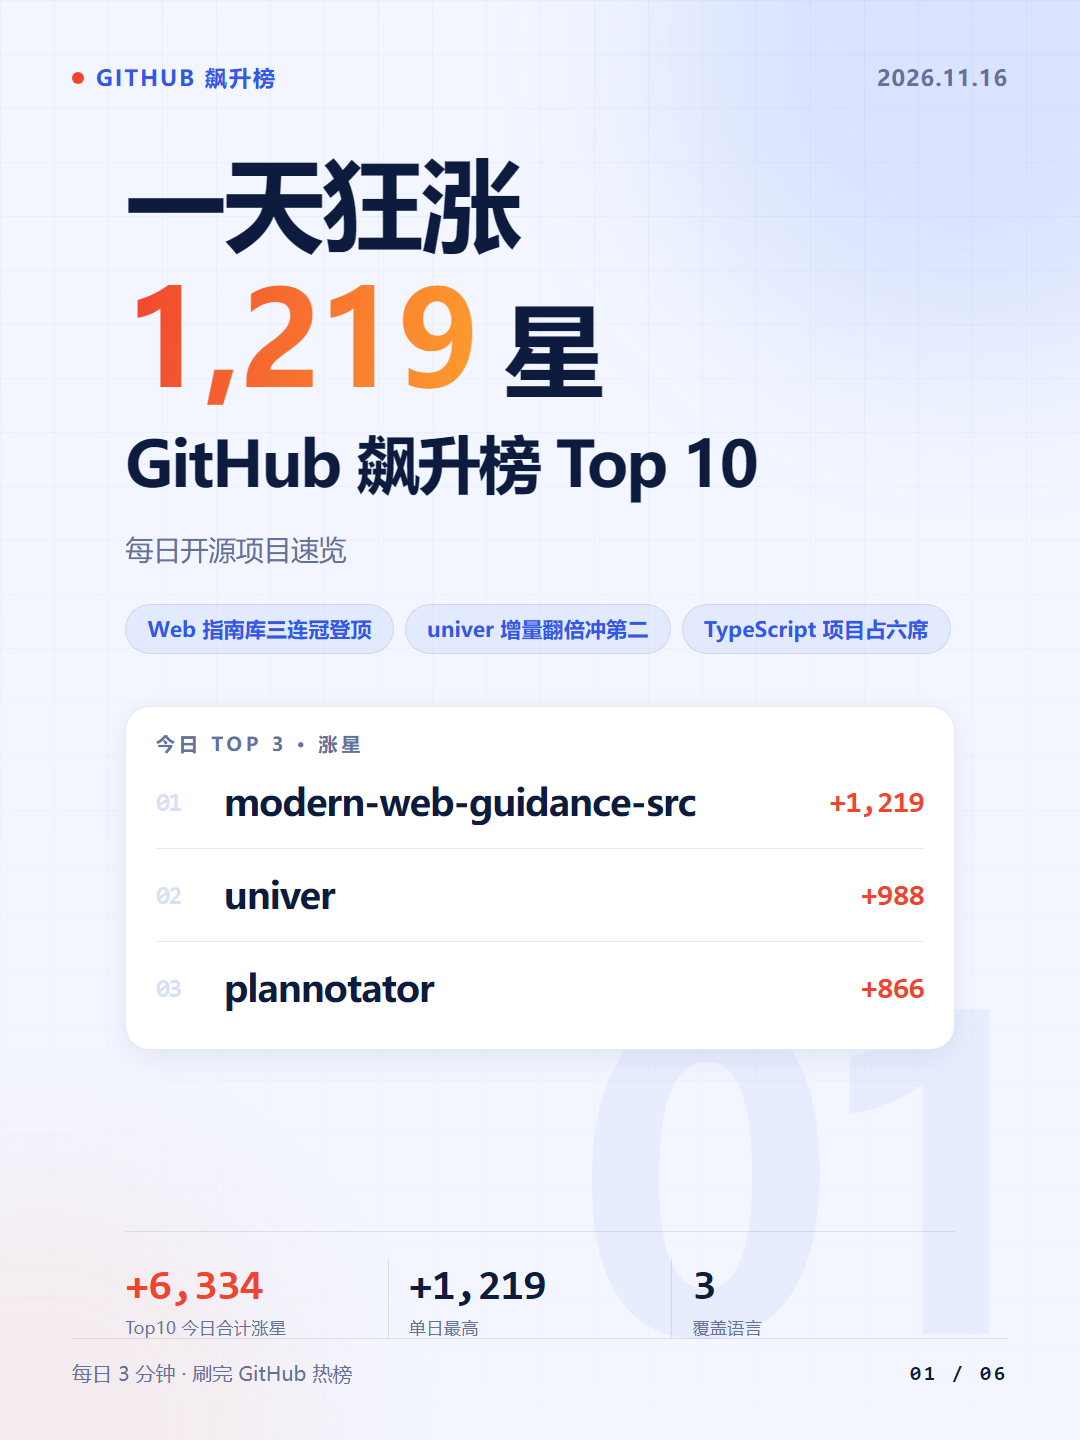 GITHUB 飙升榜
2026.11.16
一天狂涨
1,219 星
GitHub 飙升榜 Top 10
每日开源项目速览
Web 指南库三连冠登顶
univer 增量翻倍冲第二
TypeScript 项目占六席
今日 TOP 3 • 涨星
01 modern-web-guidance-src +1,219
02 univer +988
03 plannotator +866
01
+6,334
Top10 今日合计涨星
+1,219
单日最高
3
覆盖语言
每日 3 分钟 · 刷完 GitHub 热榜
01 / 06